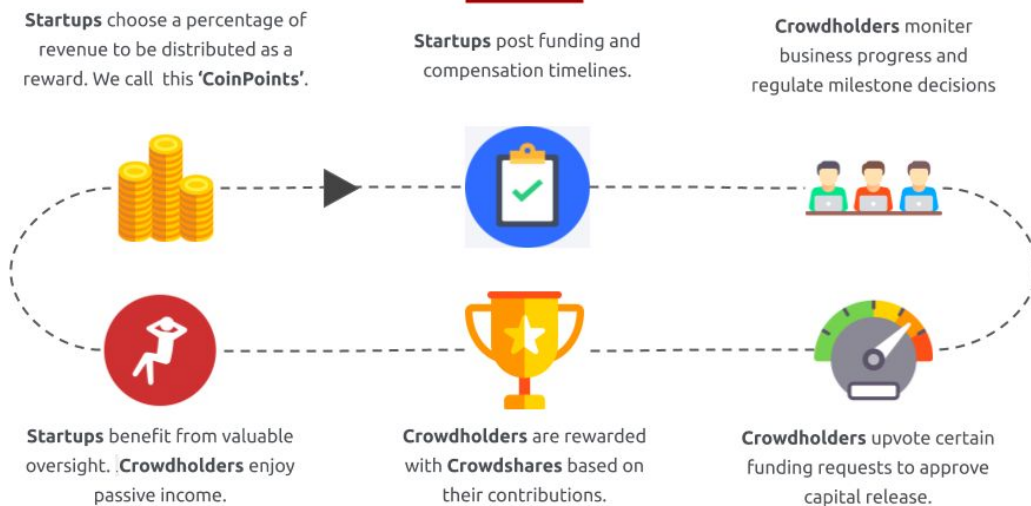 Startups choose a percentage of
revenue to be distributed as a
reward. We call this 'CoinPoints'.
Startups post funding and
compensation timelines.
Crowdholders moniter
business progress and
regulate milestone decisions
Startups benefit from valuable
oversight. Crowdholders enjoy
passive income.
Crowdholders are rewarded
with Crowdshares based on
their contributions.
Crowdholders upvote certain
funding requests to approve
capital release.